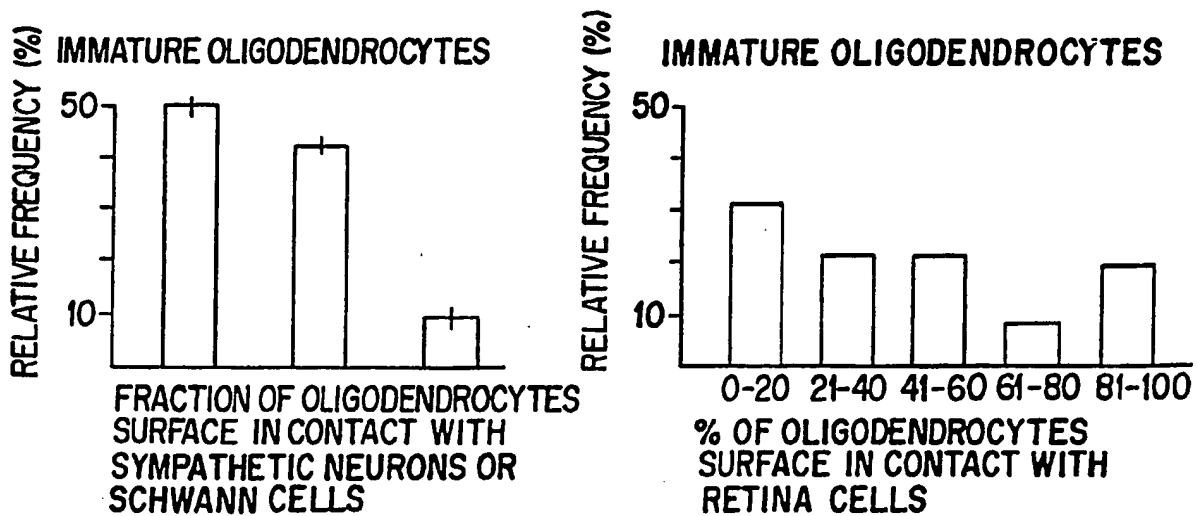 RELATIVE FREQUENCY (%)
IMMATURE OLIGODENDROCYTES
50
10
FRACTION OF OLIGODENDROCYTES
SURFACE IN CONTACT WITH
SYMPATHETIC NEURONS OR
SCHWANN CELLS
RELATIVE FREQUENCY (%)
IMMATURE OLIGODENDROCYTES
50
10
0-20 21-40 41-60 61-80 81-100
% OF OLIGODENDROCYTES
SURFACE IN CONTACT WITH
RETINA CELLS